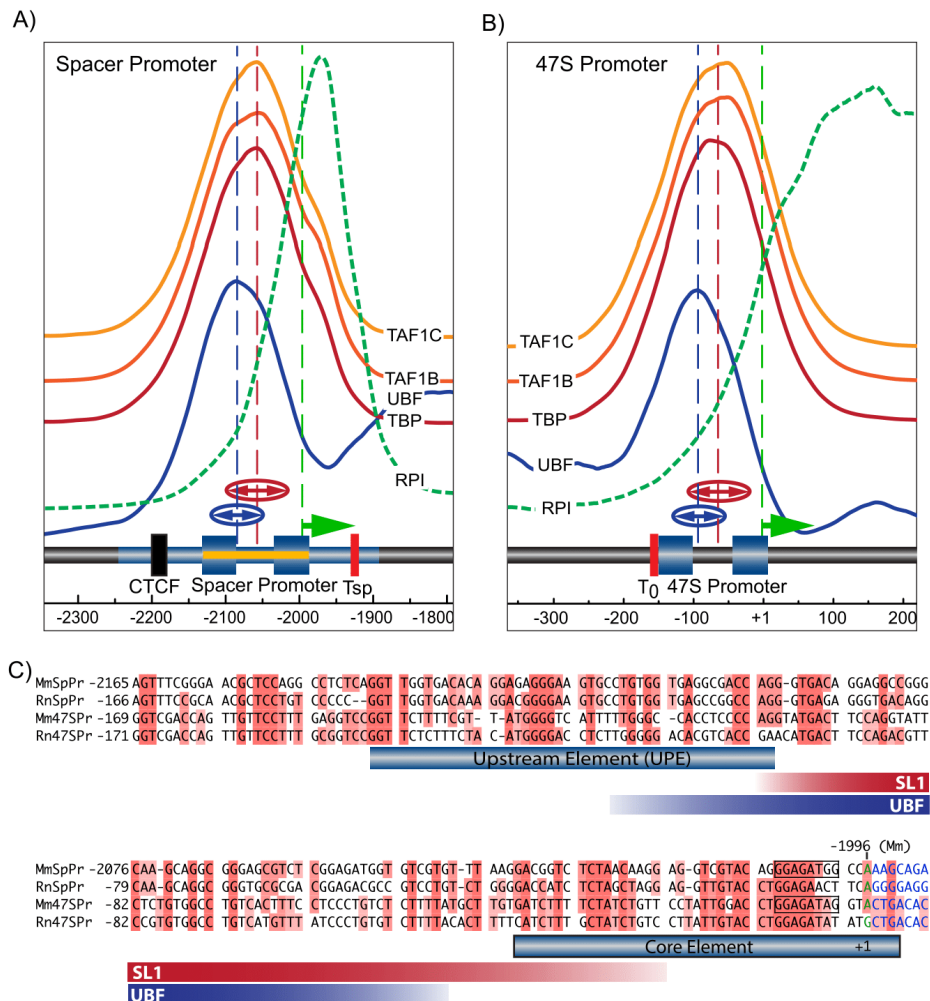 A)
Spacer Promoter
TAF1C
TAF1B
UBF
TBP
RPI
CTCF
Spacer Promoter
Tsp
-2300 -2200 -2100 -2000 -1900 -1800
B)
47S Promoter
TAF1C
TAF1B
TBP
UBF
RPI
T0
47S Promoter
-300 -200 -100 +1 100 200
C)
MmSpPr -2165 AGTTTCGGGA ACGCTCCAGG CCTCTCAGGT TGGTGACACA GGAGAGGGAA GTGCCTGTGG TGAGGCGACC AGG-GTGACA GGAGGCCGGG
RnSpPr -166 AGTTTCCGCA ACGCTCCTGT CCCCC--GGT TGGTGACAAA GGACGGGGAA ATTTCTGTGG TGAGCCGGCC AGG-GTGAGA GGGTGACAGG
Mm47SPr -169 GGTCGACCAG TTGTTCCTTT GAGGTCCGGT TCTTTTCGT-T -ATGGGGTCA TTTTTGGGC- CACCTCCCC AGGTATGACT TCCAGGTATT
Rn47SPr -171 GGTCGACCAG TTGTTCCTTT GCGGTCCGGT TCTCTTTCTA C-ATGGGGAC CTCTTGGGGG ACACGTCACC GAACATGACT TCCAGACGTT
Upstream Element (UPE)
SL1
UBF
-1996 (Mm)
MmSpPr -2076 CAA-GCAGGC GGGAGCGTCT CGGAGATGGT GTCGTGT-TT AAGGACGGTC TCTAACAAGG AG-GTCGTAC AGGGAGATGG CCCAAAGCAGA
RnSpPr -79 CAA-GCAGGC GGGTGCGCGA CGGAGACGCC GTCCTGTCCT GGGGACCATC TCTAGCTAGG AG-GTTGTAC CTGGAGAACT TCAGGGGAGG
Mm47SPr -82 CTCTGTGGCC TGTCACTTTC CTCCCTGTCT CTTTTATGCT TGTGATCTTT TCTATCTGTT CCTATTGGAC CTGGAGATAG GTACTGACAC
Rn47SPr -82 CCGTGTGGCC TGTCATGTTT ATCCCTGTGT CTTTTACACT TTTCATCTTT GCTATCTGTC CTTATTGTAC CTGGAGATAT ATGCTGACAC
Core Element
+1
SL1
UBF